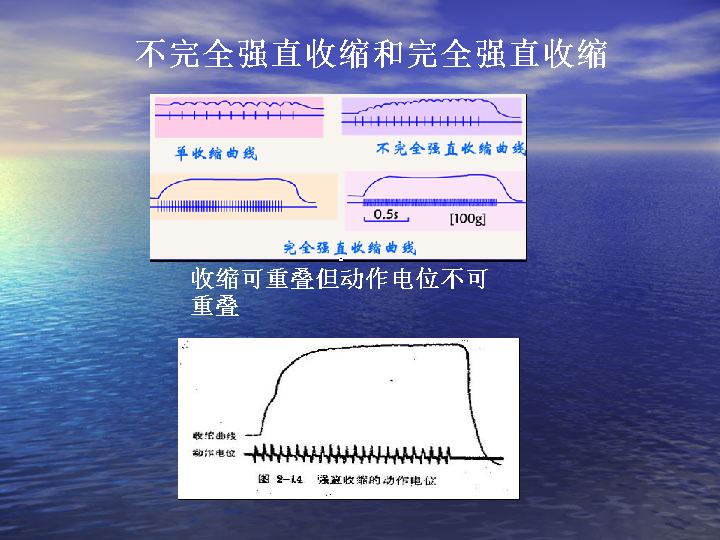 不完全强直收缩和完全强直收缩
单收缩曲线
不完全强直收缩曲线
0.5s
[100g]
完全强直收缩曲线
收缩可重叠但动作电位不可
重叠
收缩曲线
动作电位
图 2-14 强直收缩的动作电位